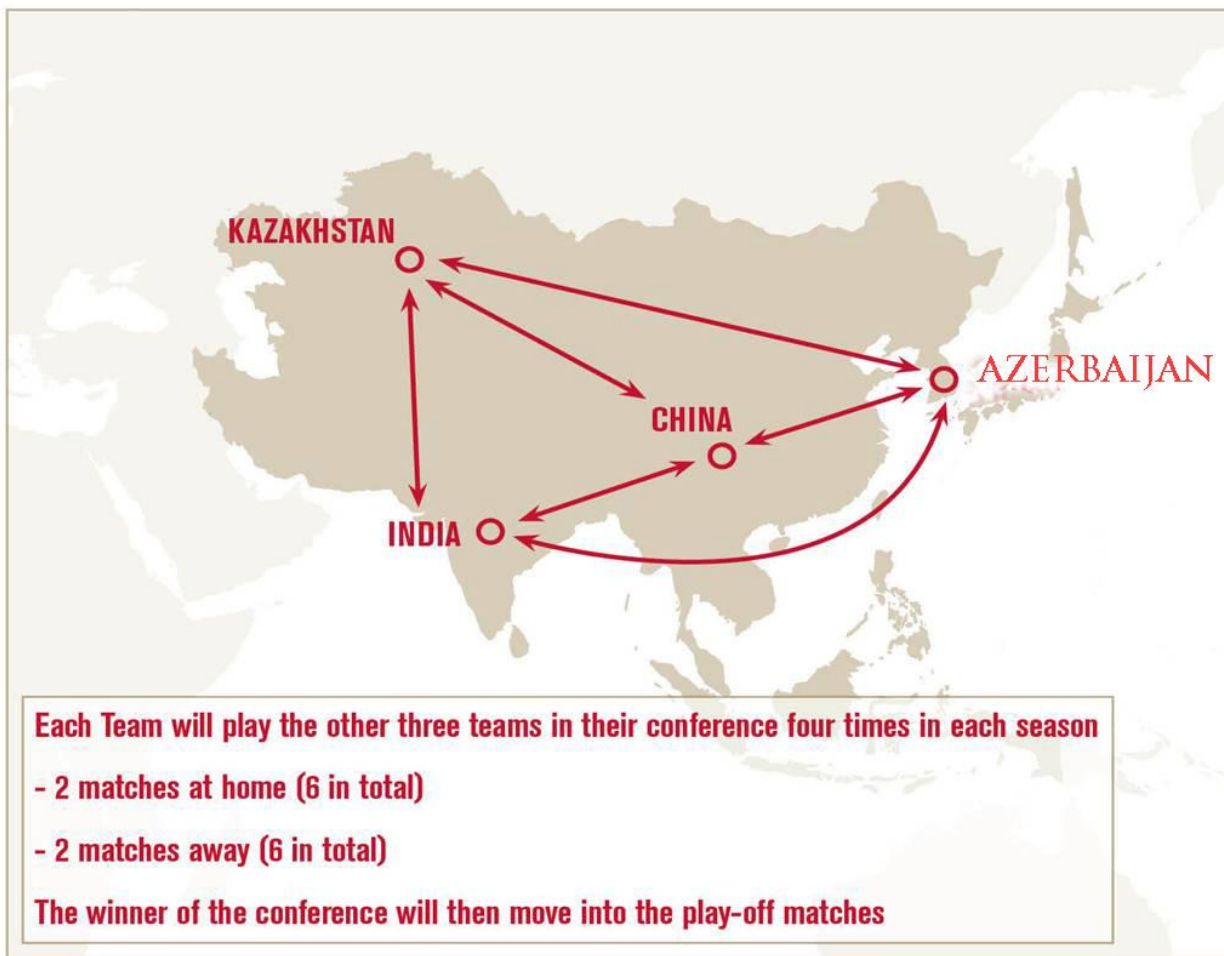 KAZAKHSTAN
AZERBAIJAN
CHINA
INDIA
Each Team will play the other three teams in their conference four times in each season
- 2 matches at home (6 in total)
- 2 matches away (6 in total)
The winner of the conference will then move into the play-off matches